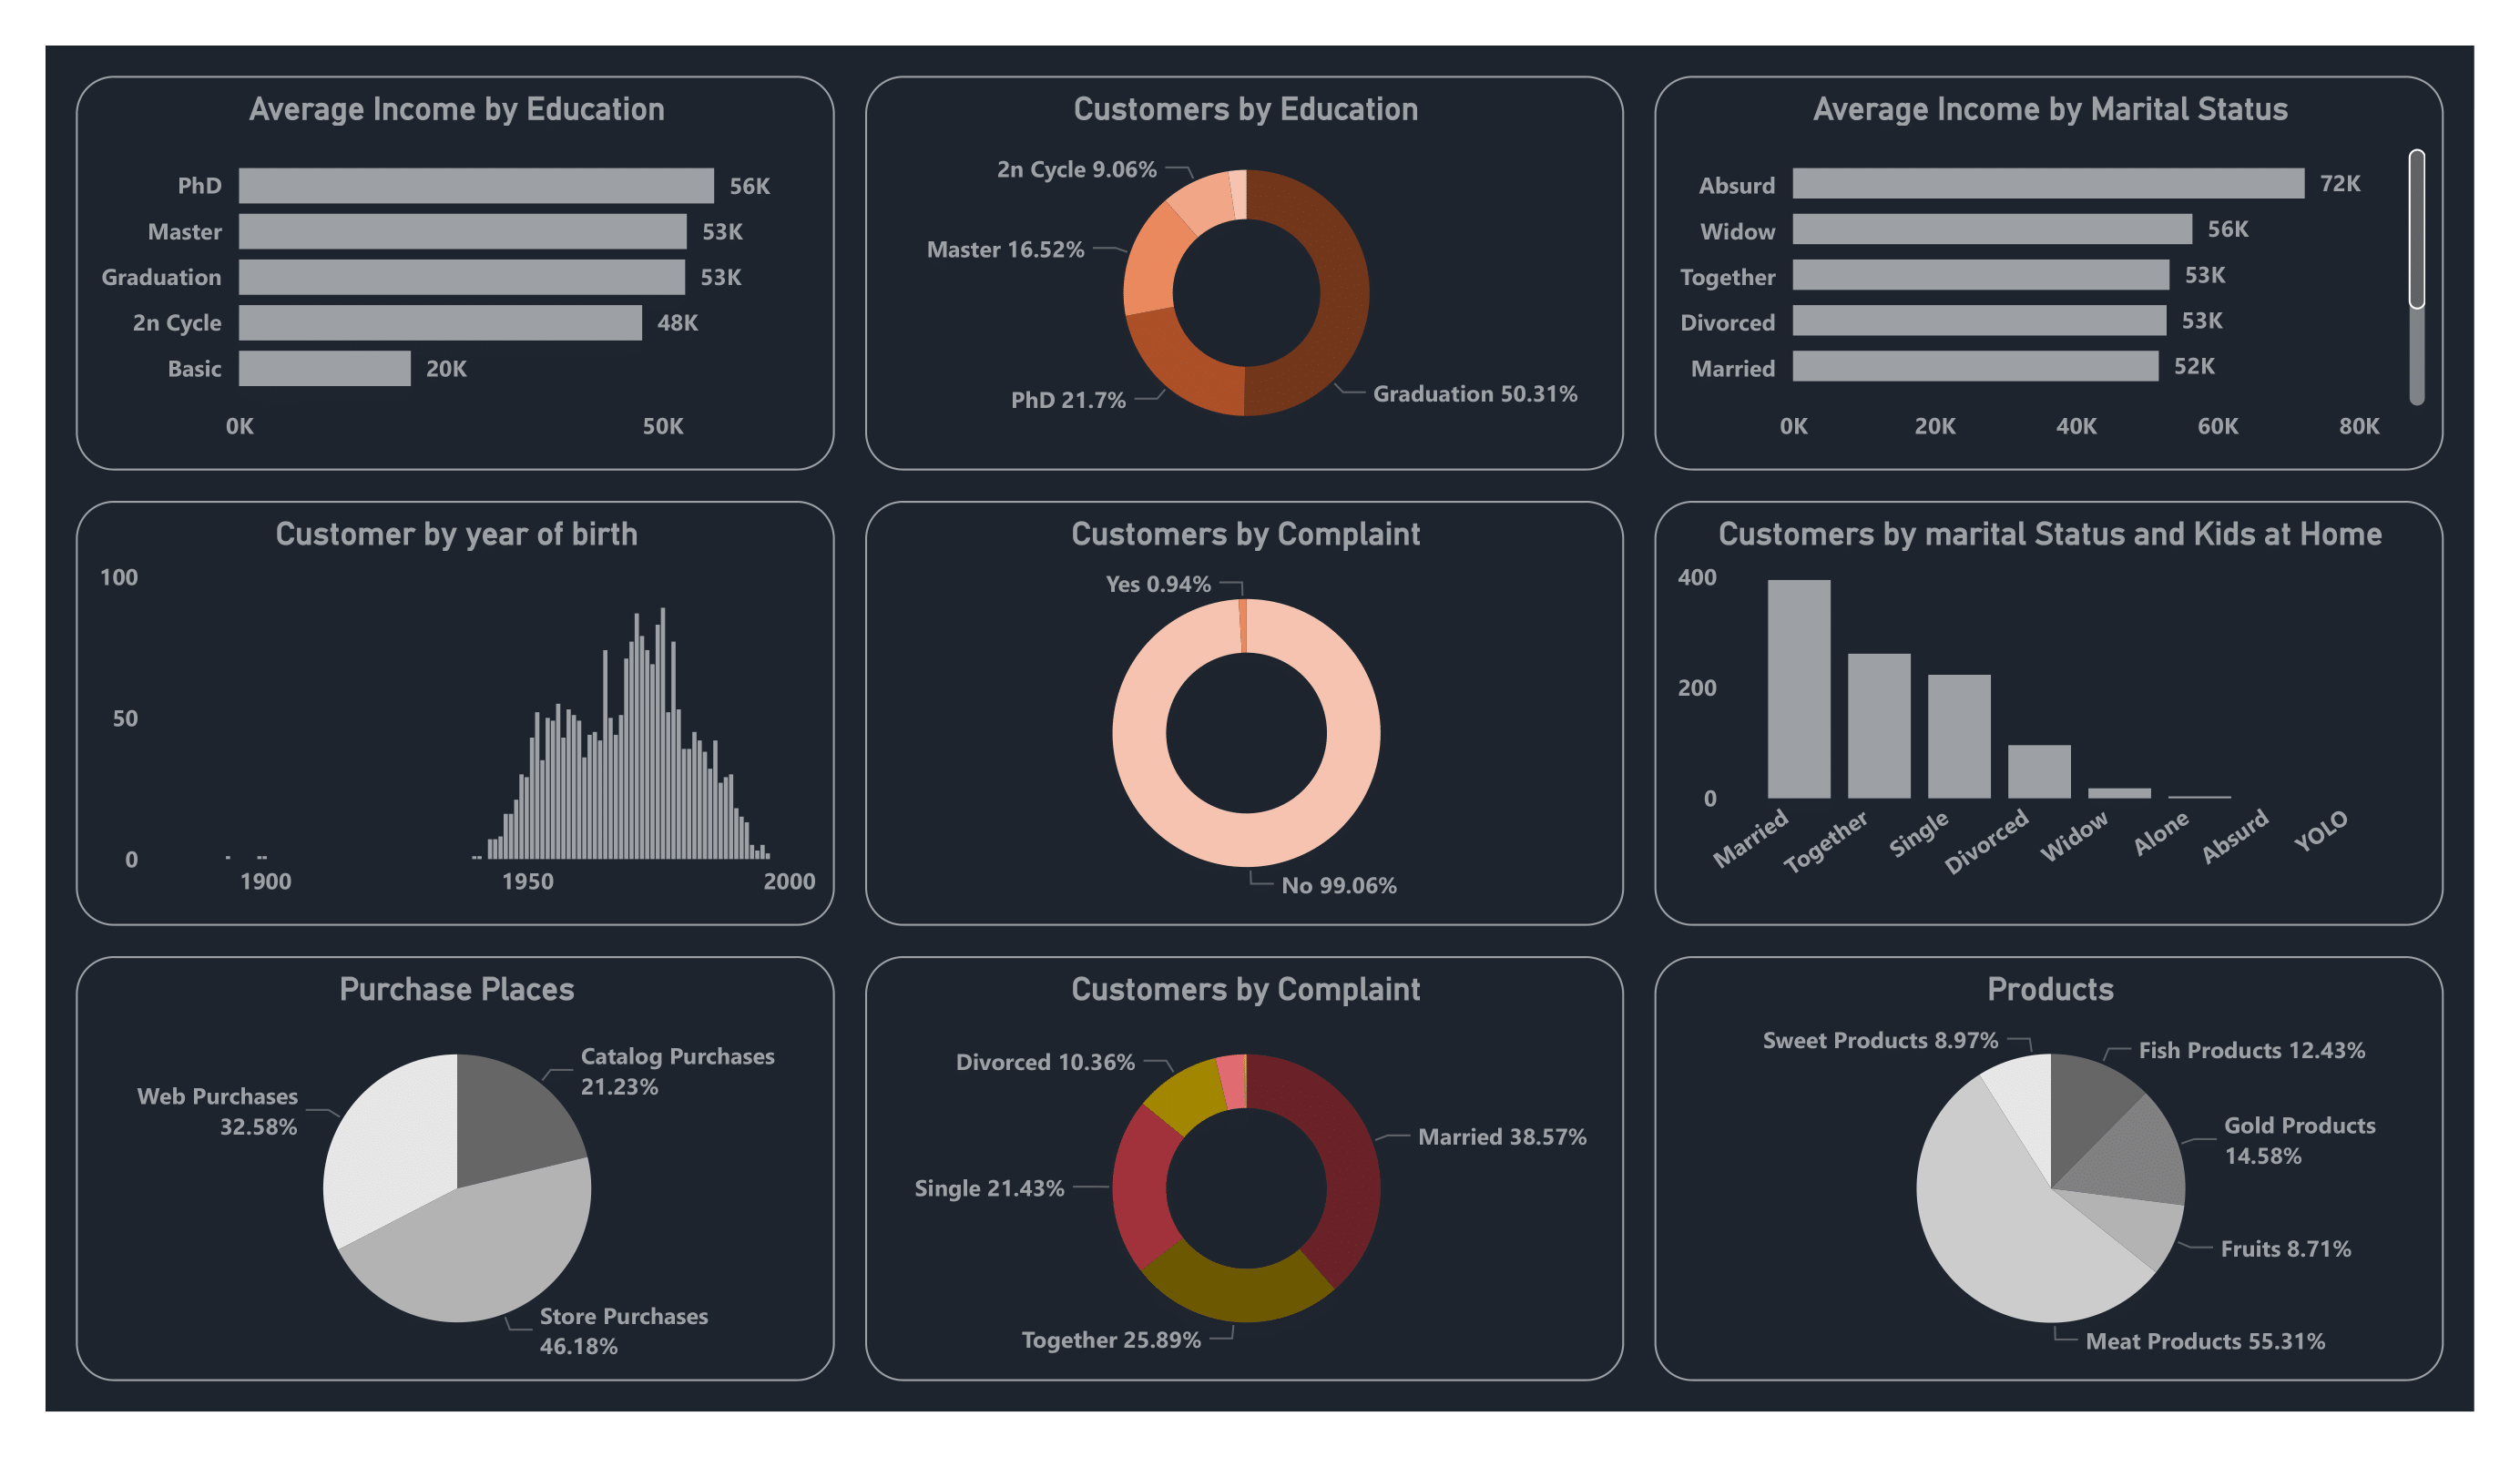 Average Income by Education
PhD
56K
Master
53K
Graduation
53K
2n Cycle
48K
Basic
20K
0K
50K
Customers by Education
2n Cycle 9.06%
Master 16.52%
PhD 21.7%
Graduation 50.31%
Average Income by Marital Status
Absurd
72K
Widow
56K
Together
53K
Divorced
53K
Married
52K
0K
20K
40K
60K
80K
Customer by year of birth
100
50
0
1900
1950
2000
Customers by Complaint
Yes 0.94%
No 99.06%
Customers by marital Status and Kids at Home
400
200
0
Married
Together
Single
Divorced
Widow
Alone
Absurd
YOLO
Purchase Places
Catalog Purchases
21.23%
Web Purchases
32.58%
Store Purchases
46.18%
Customers by Complaint
Divorced 10.36%
Married 38.57%
Single 21.43%
Together 25.89%
Products
Sweet Products 8.97%
Fish Products 12.43%
Gold Products
14.58%
Fruits 8.71%
Meat Products 55.31%